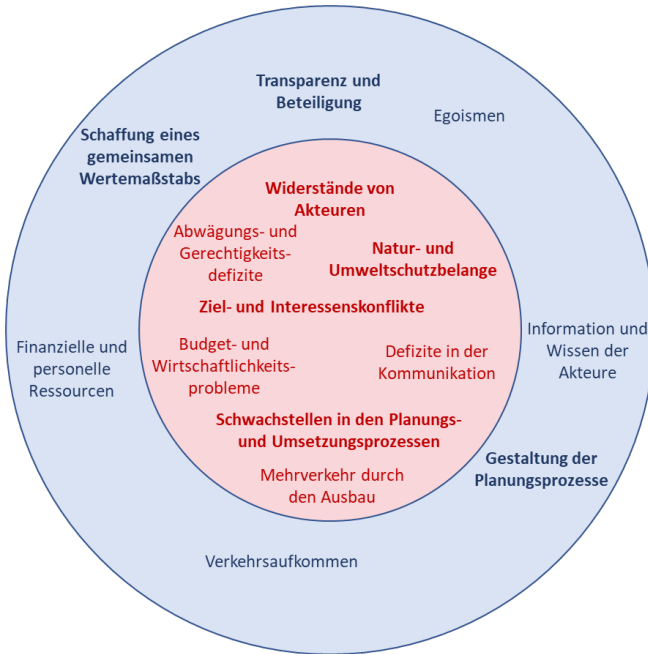 Transparenz und
Beteiligung
Egoismen
Schaffung eines
gemeinsamen
Wertemaßstabs
Widerstände von
Akteuren
Abwägungs- und
Gerechtigkeits-
defizite
Natur- und
Umweltschutzbelange
Ziel- und Interessenskonflikte
Finanzielle und
personelle
Ressourcen
Budget- und
Wirtschaftlichkeits-
probleme
Defizite in der
Kommunikation
Information und
Wissen der
Akteure
Schwachstellen in den Planungs-
und Umsetzungsprozessen
Gestaltung der
Planungsprozesse
Mehrverkehr durch
den Ausbau
Verkehrsaufkommen